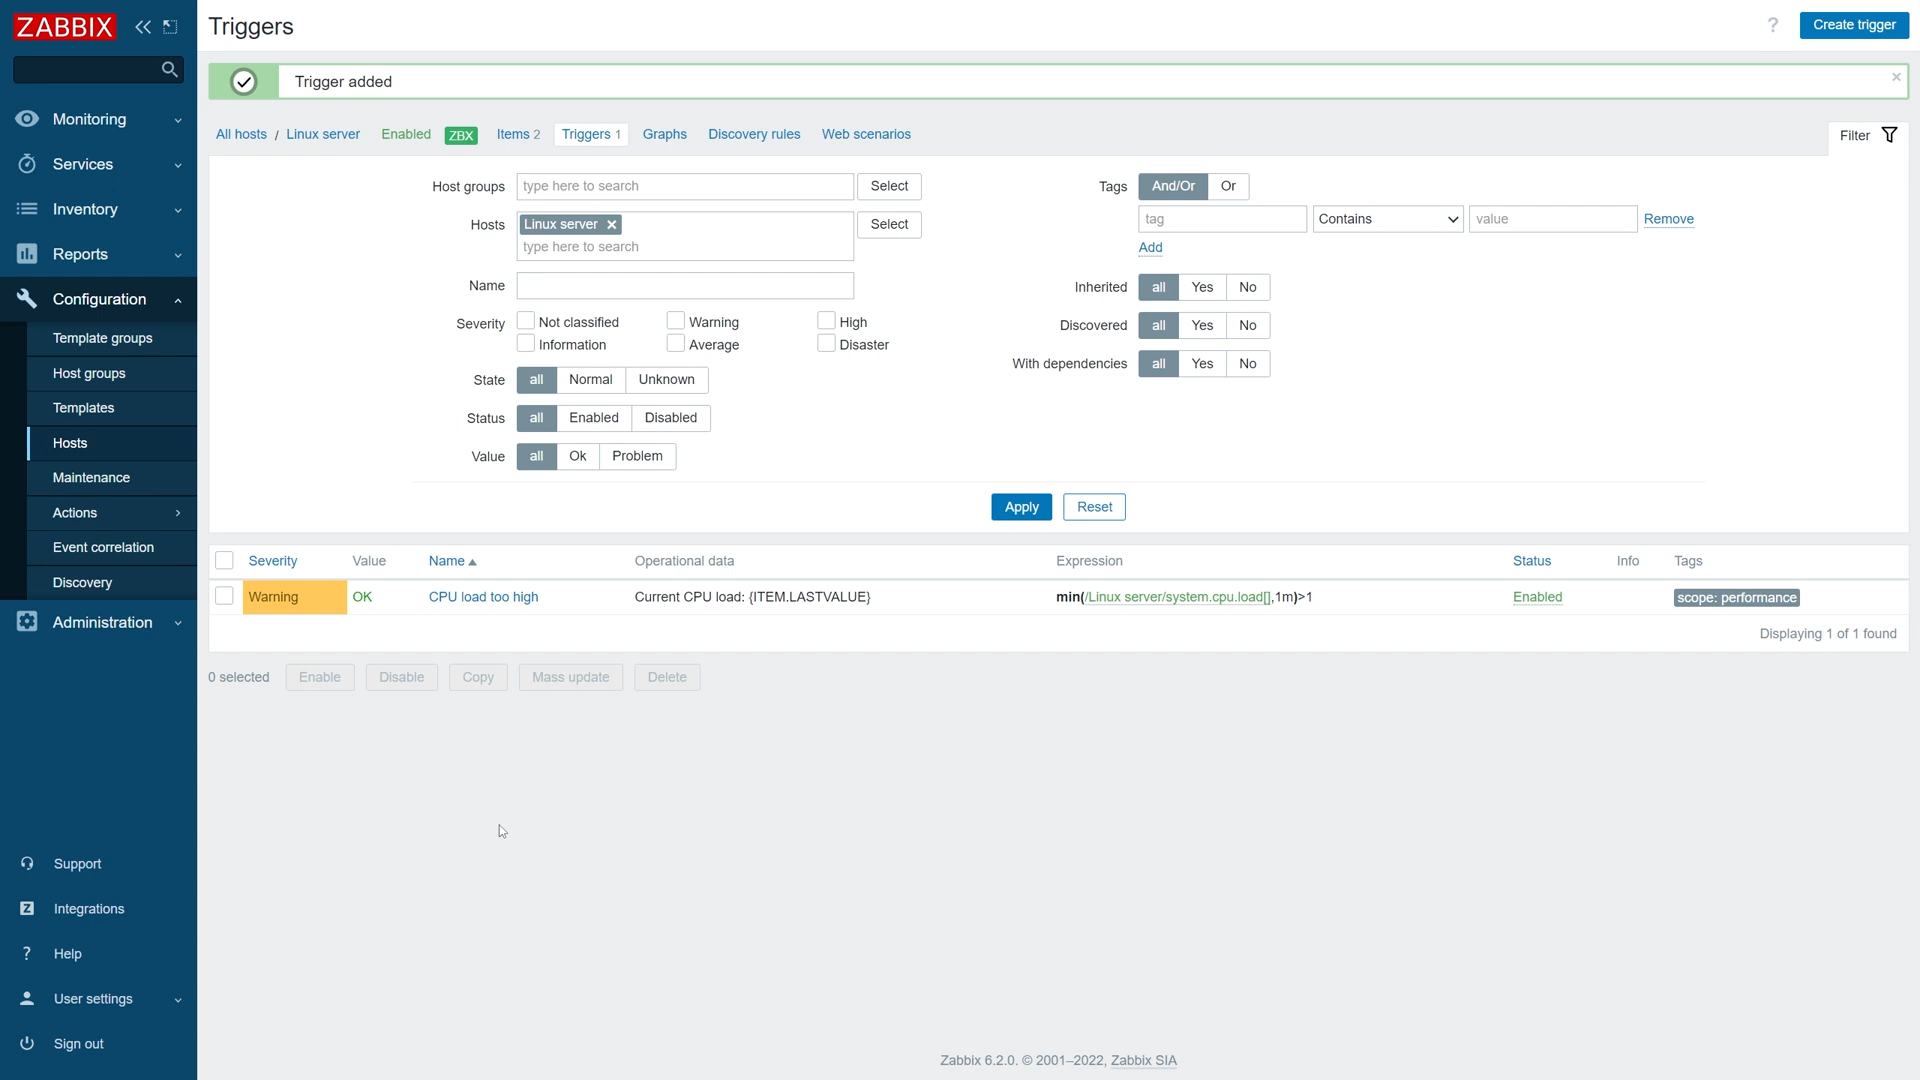 ZABBIX
Triggers
? Create trigger
Trigger added
All hosts / Linux server Enabled ZBX Items 2 Triggers 1 Graphs Discovery rules Web scenarios Filter
Monitoring
Services
Inventory
Reports
Configuration
Template groups
Host groups
Templates
Hosts
Maintenance
Actions
Event correlation
Discovery
Administration
Support
Integrations
? Help
User settings
Sign out
Host groups type here to search Select
Hosts Linux server Select
type here to search
Name
Severity Not classified Warning High
Information Average Disaster
State all Normal Unknown
Status all Enabled Disabled
Value all Ok Problem
Tags And/Or Or
tag Contains value Remove
Add
Inherited all Yes No
Discovered all Yes No
With dependencies all Yes No
Apply Reset
Severity Value Name Operational data Expression Status Info Tags
Warning OK CPU load too high Current CPU load: {ITEM.LASTVALUE} min(/Linux server/system.cpu.load[],1m)>1 Enabled scope: performance
Displaying 1 of 1 found
0 selected Enable Disable Copy Mass update Delete
Zabbix 6.2.0. © 2001–2022, Zabbix SIA